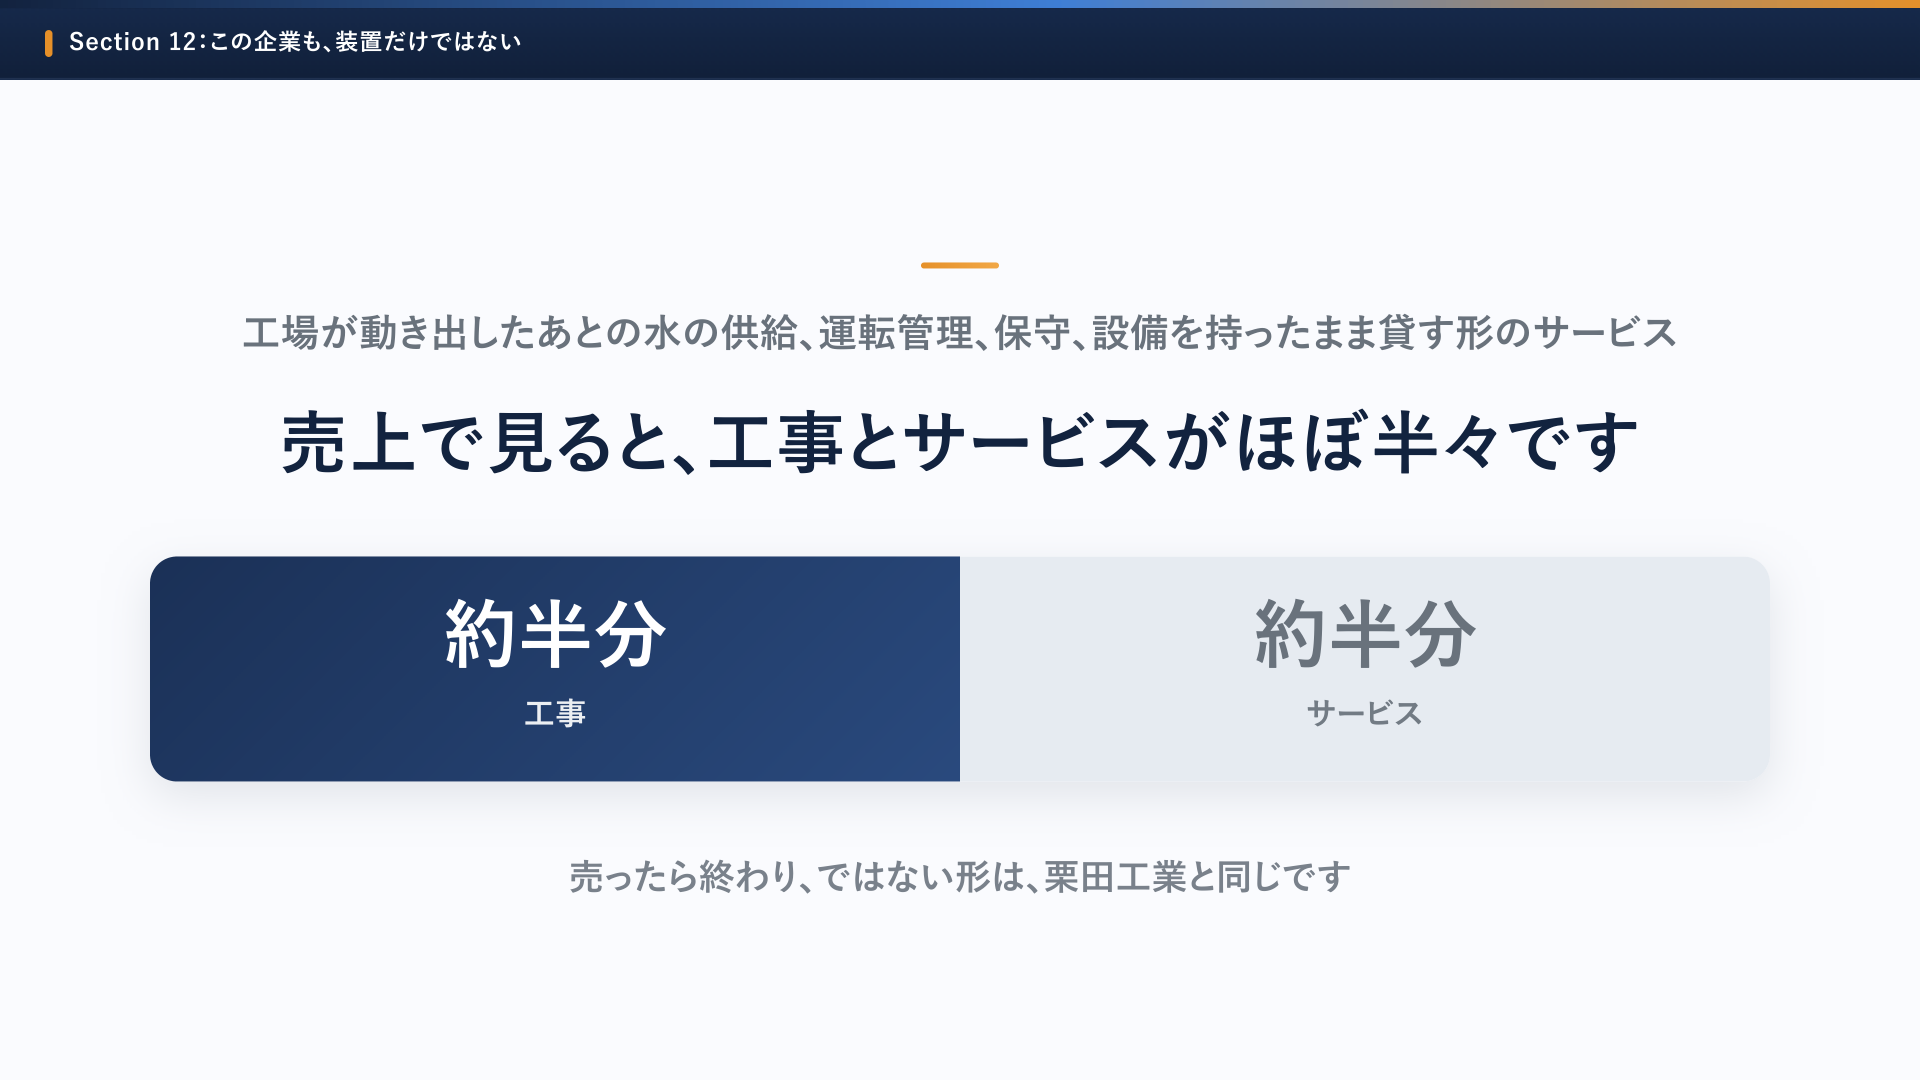 Section 12：この企業も、装置だけではない
工場が動き出したあとの水の供給、運転管理、保守、設備を持ったまま貸す形のサービス
売上で見ると、工事とサービスがほぼ半々です
約半分
工事
約半分
サービス
売ったら終わり、ではない形は、栗田工業と同じです